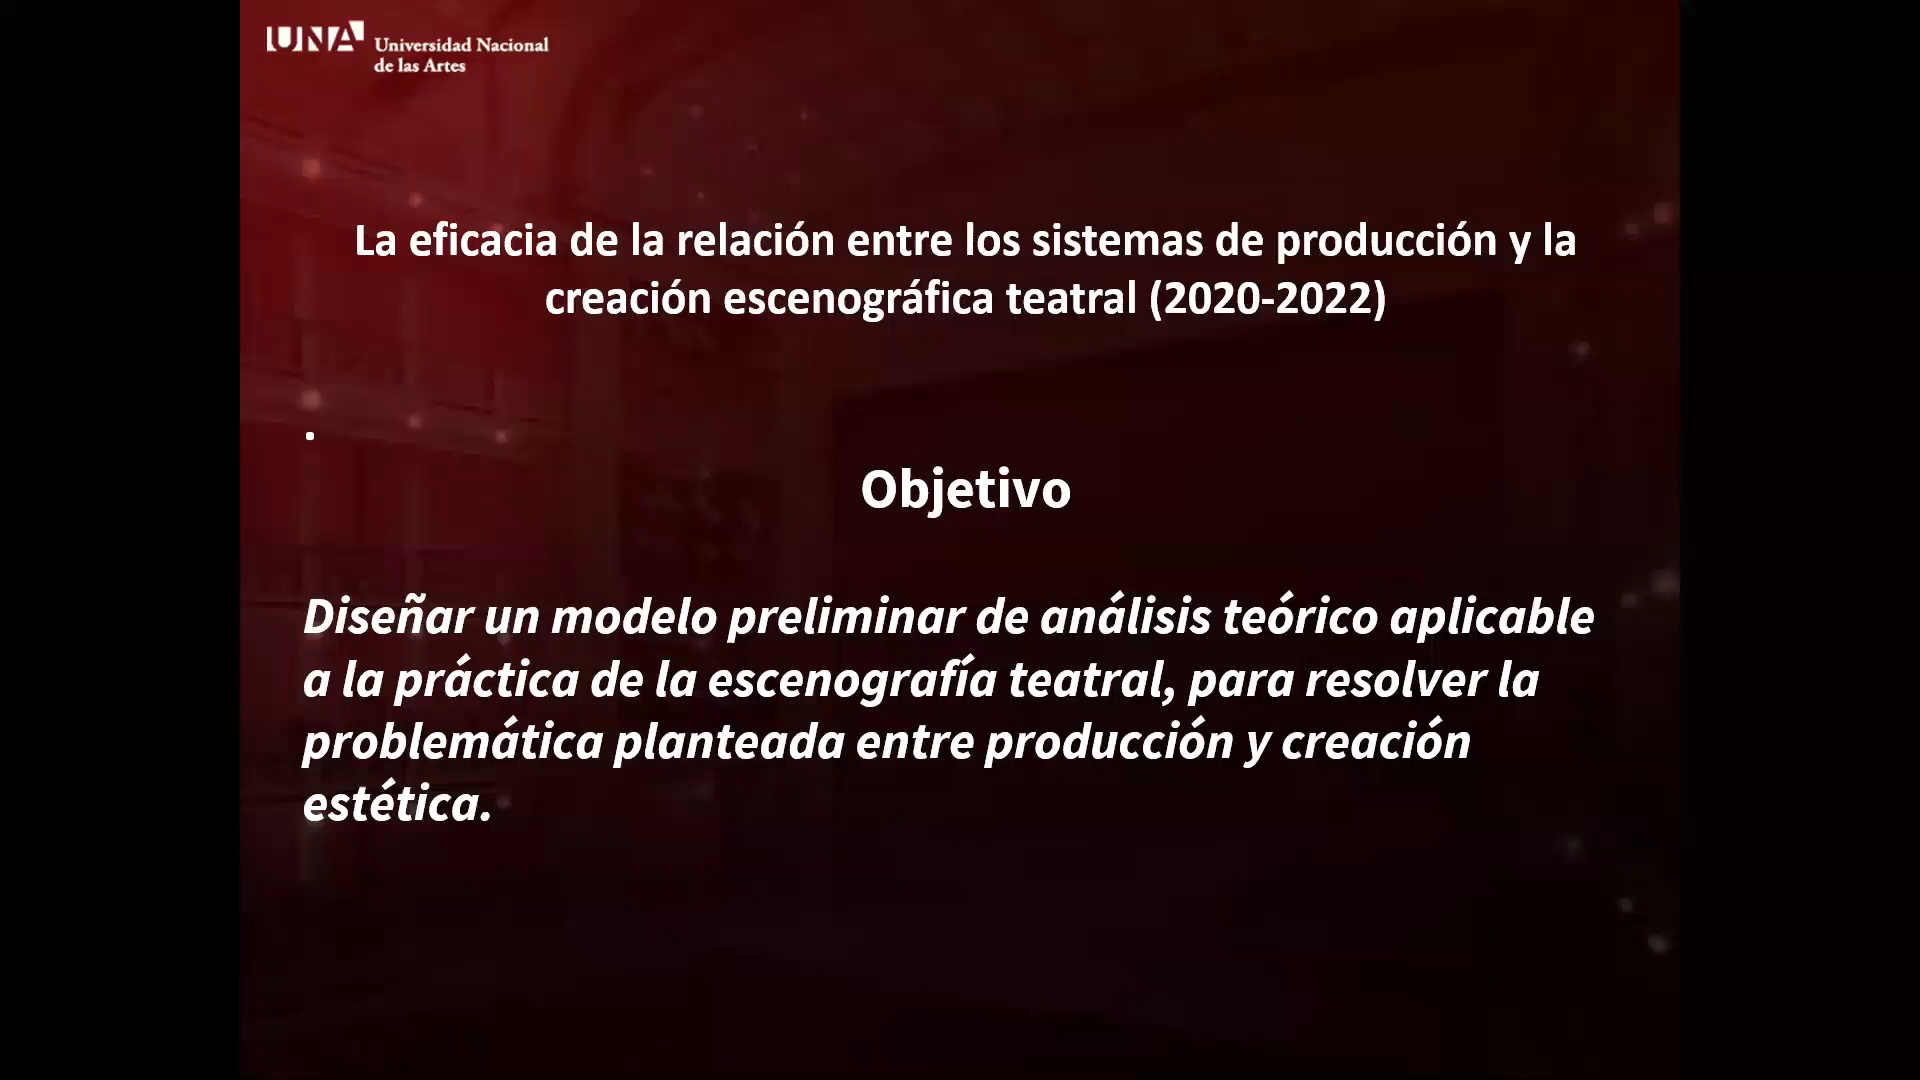 UNA Universidad Nacional
de las Artes
La eficacia de la relación entre los sistemas de producción y la
creación escenográfica teatral (2020-2022)
.
Objetivo
Diseñar un modelo preliminar de análisis teórico aplicable
a la práctica de la escenografía teatral, para resolver la
problemática planteada entre producción y creación
estética.